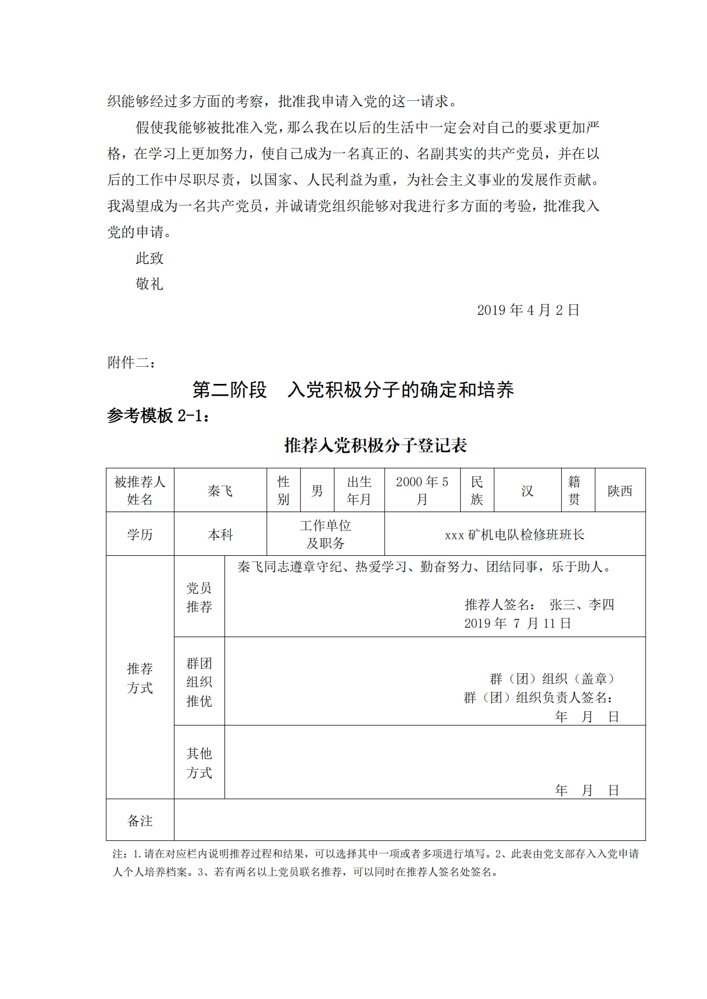 织能够经过多方面的考察，批准我申请入党的这一请求。
假使我能够被批准入党，那么我在以后的生活中一定会对自己的要求更加严
格，在学习上更加努力，使自己成为一名真正的、名副其实的共产党员，并在以
后的工作中尽职尽责，以国家、人民利益为重，为社会主义事业的发展作贡献。
我渴望成为一名共产党员，并诚请党组织能够对我进行多方面的考验，批准我入
党的申请。
此致
敬礼
2019 年 4 月 2 日
附件二：
第二阶段　入党积极分子的确定和培养
参考模板 2-1：
推荐入党积极分子登记表
被推荐人
姓名
秦飞
性
别
男
出生
年月
2000 年 5
月
民
族
汉
籍
贯
陕西
学历
本科
工作单位
及职务
xxx 矿机电队检修班班长
推荐
方式
党员
推荐
秦飞同志遵章守纪、热爱学习、勤奋努力、团结同事，乐于助人。
推荐人签名： 张三、李四
2019 年 7 月 11 日
群团
组织
推优
群（团）组织（盖章）
群（团）组织负责人签名：
年 月 日
其他
方式
年 月 日
备注
注：1.请在对应栏内说明推荐过程和结果，可以选择其中一项或者多项进行填写。2、此表由党支部存入入党申请
人个人培养档案。3、若有两名以上党员联名推荐，可以同时在推荐人签名处签名。